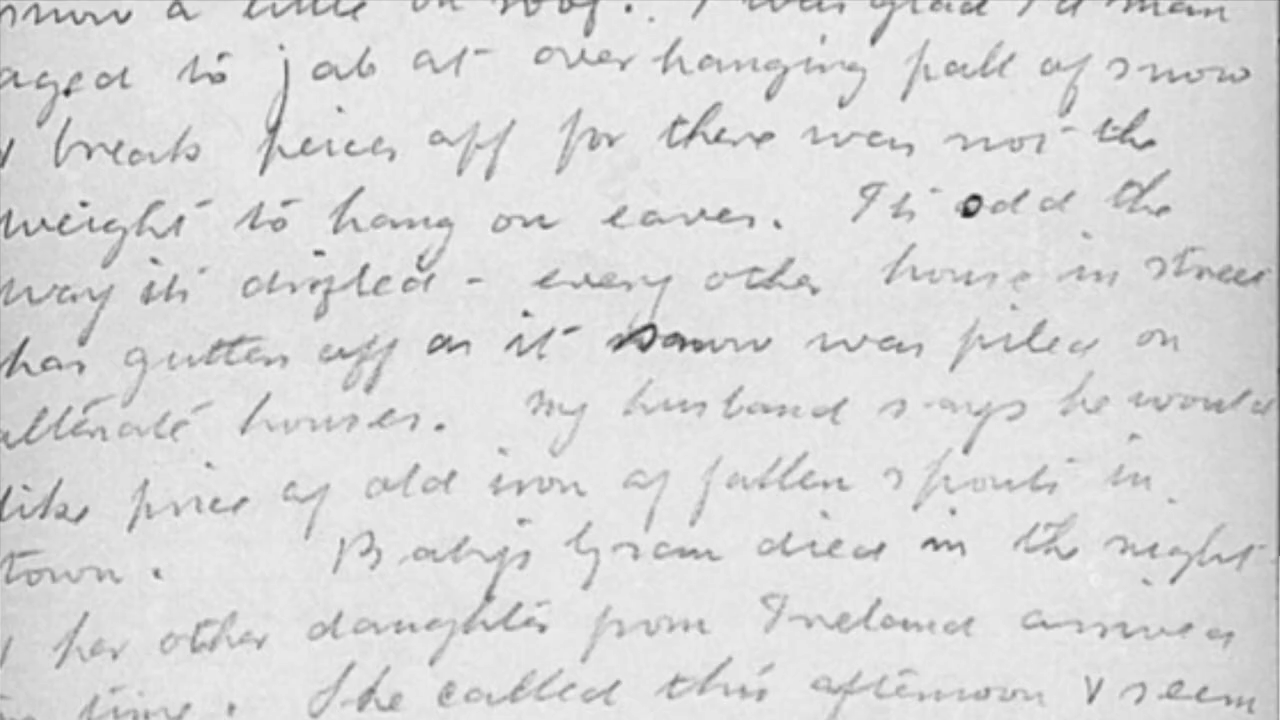 snow a little on roof. I was glad I'd man
aged to jab at overhanging pall of snow
& break peices off for there was not the
weight to hang on eaves. Its odd the
way its drifted - every other house in street
has gutten off as if snow was piled on
alternate houses. My husband says he would
like price of old iron of fallen spouts in
town. Baby's Gran died in the night
& her other daughter from Ireland arrived
in time. She called this afternoon & seem